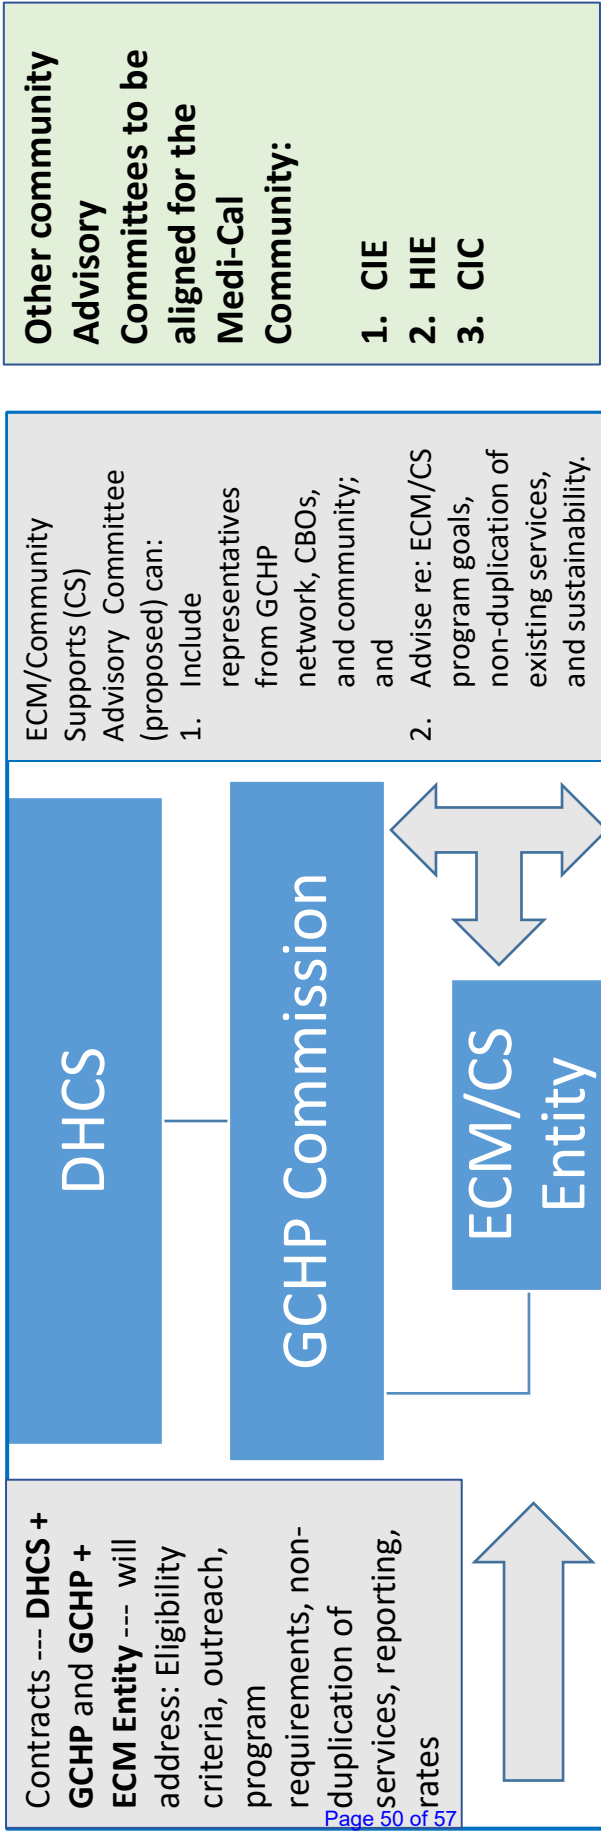 Contracts --- DHCS +
GCHP and GCHP +
ECM Entity --- will
address: Eligibility
criteria, outreach,
program
requirements, non-
duplication of
services, reporting,
rates
DHCS
GCHP Commission
ECM/CS
Entity
ECM/Community
Supports (CS)
Advisory Committee
(proposed) can:
1. Include
representatives
from GCHP
network, CBOs,
and community;
and
2. Advise re: ECM/CS
program goals,
non-duplication of
existing services,
and sustainability.
Other community
Advisory
Committees to be
aligned for the
Medi-Cal
Community:
1. CIE
2. HIE
3. CIC
Page 50 of 57